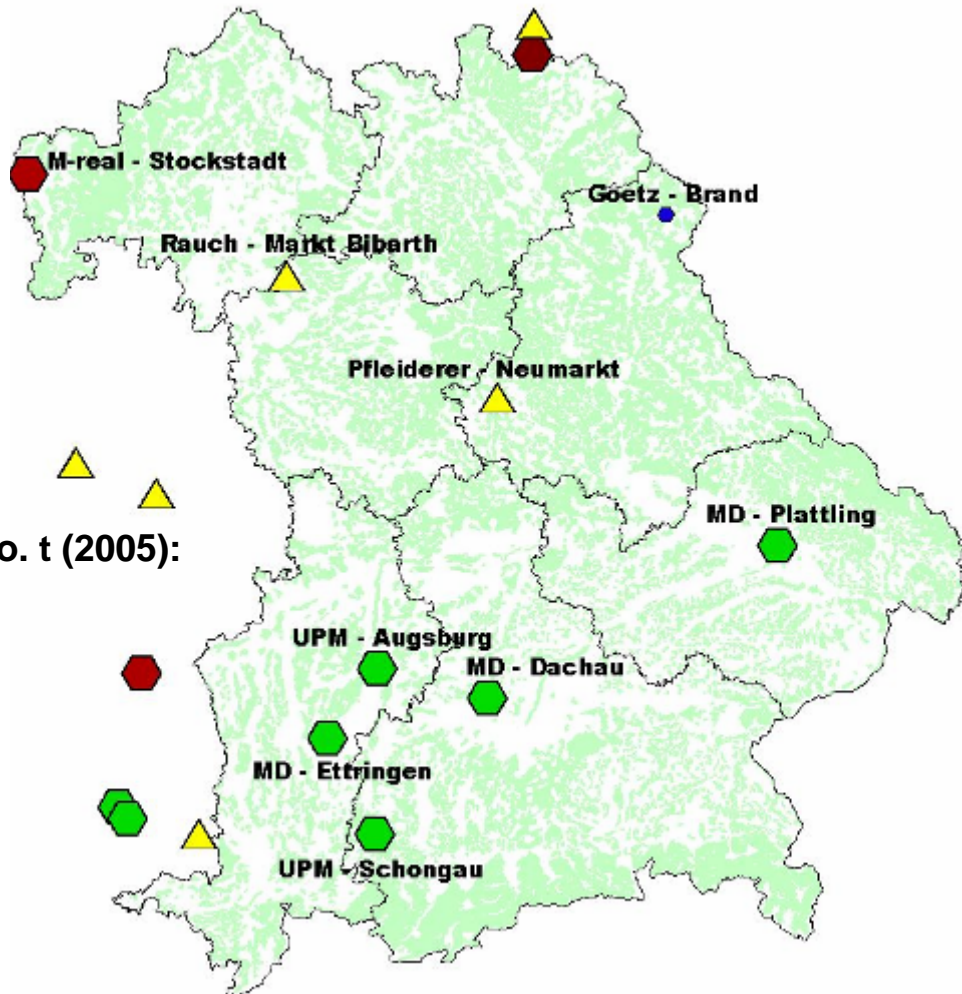 M-real - Stockstadt
Goetz - Brand
Rauch - Markt Bibarth
Pfleiderer - Neumarkt
MD - Plattling
o. t (2005):
UPM - Augsburg
MD - Dachau
MD - Ettringen
UPM - Schongau